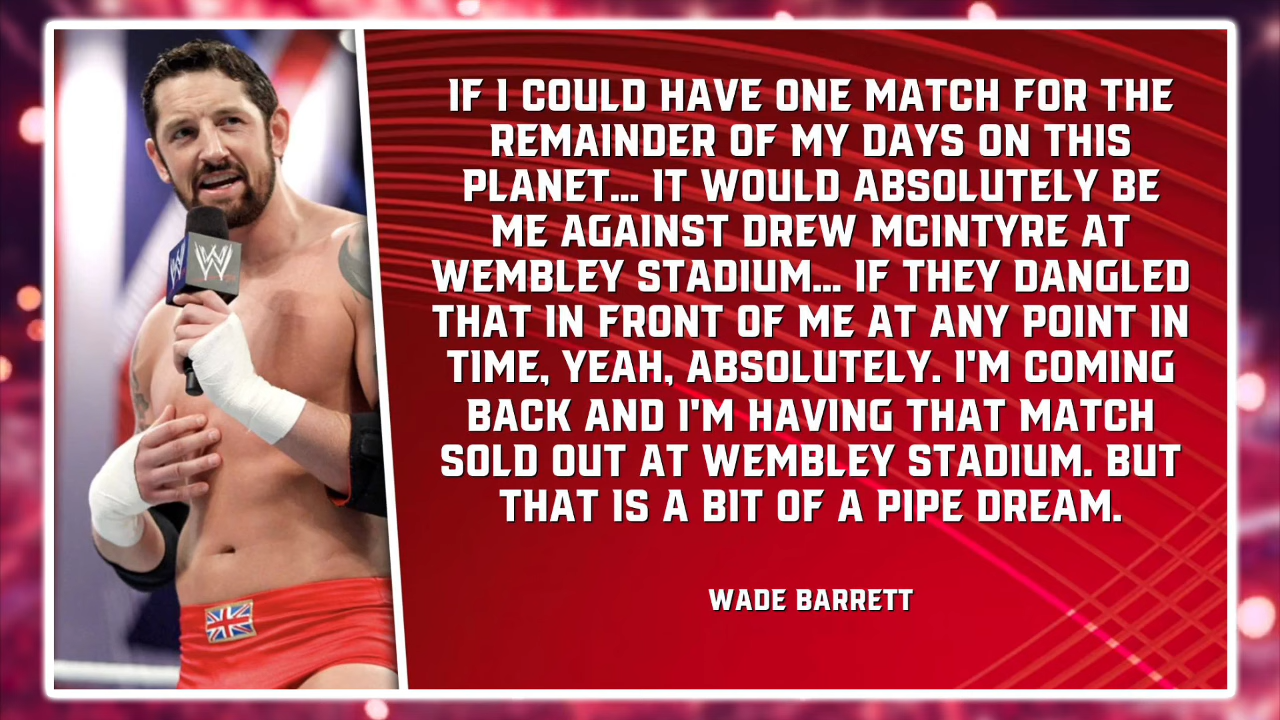 IF I COULD HAVE ONE MATCH FOR THE
REMAINDER OF MY DAYS ON THIS
PLANET... IT WOULD ABSOLUTELY BE
ME AGAINST DREW MCINTYRE AT
WEMBLEY STADIUM... IF THEY DANGLED
THAT IN FRONT OF ME AT ANY POINT IN
TIME, YEAH, ABSOLUTELY. I'M COMING
BACK AND I'M HAVING THAT MATCH
SOLD OUT AT WEMBLEY STADIUM. BUT
THAT IS A BIT OF A PIPE DREAM.
WADE BARRETT
W W